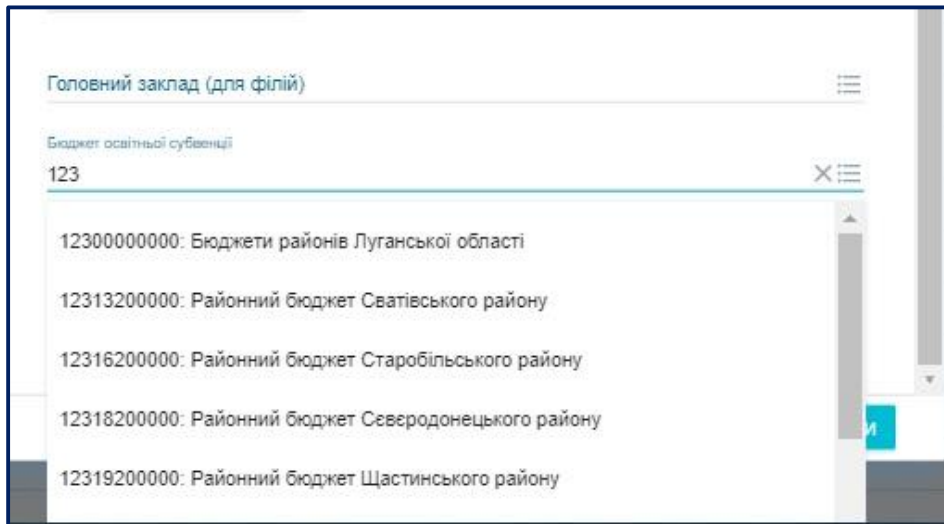 Головний заклад (для філій)
Бюджет освітньої субвенції
123
12300000000: Бюджети районів Луганської області
12313200000: Районний бюджет Сватівського району
12316200000: Районний бюджет Старобільського району
12318200000: Районний бюджет Сєвєродонецького району
12319200000: Районний бюджет Щастинського району